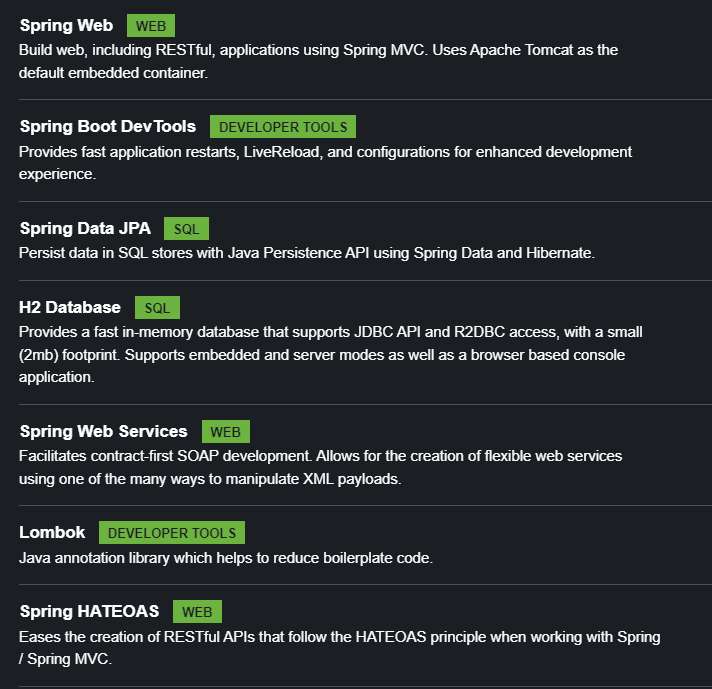 Spring Web WEB
Build web, including RESTful, applications using Spring MVC. Uses Apache Tomcat as the
default embedded container.
Spring Boot DevTools DEVELOPER TOOLS
Provides fast application restarts, LiveReload, and configurations for enhanced development
experience.
Spring Data JPA SQL
Persist data in SQL stores with Java Persistence API using Spring Data and Hibernate.
H2 Database SQL
Provides a fast in-memory database that supports JDBC API and R2DBC access, with a small
(2mb) footprint. Supports embedded and server modes as well as a browser based console
application.
Spring Web Services WEB
Facilitates contract-first SOAP development. Allows for the creation of flexible web services
using one of the many ways to manipulate XML payloads.
Lombok DEVELOPER TOOLS
Java annotation library which helps to reduce boilerplate code.
Spring HATEOAS WEB
Eases the creation of RESTful APIs that follow the HATEOAS principle when working with Spring
/ Spring MVC.